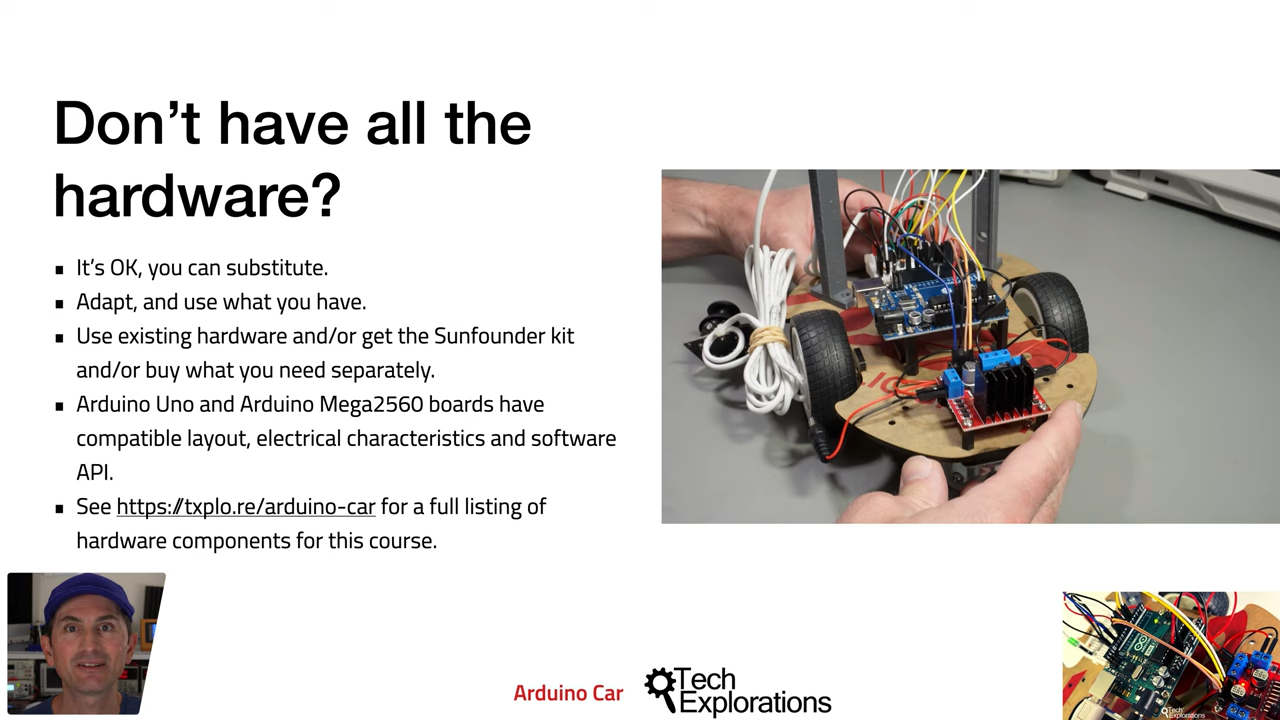 Don’t have all the
hardware?
▪ It’s OK, you can substitute.
▪ Adapt, and use what you have.
▪ Use existing hardware and/or get the Sunfounder kit
and/or buy what you need separately.
▪ Arduino Uno and Arduino Mega2560 boards have
compatible layout, electrical characteristics and software
API.
▪ See https://txplo.re/arduino-car for a full listing of
hardware components for this course.
Arduino Car
Tech
Explorations
Tech
Explorations